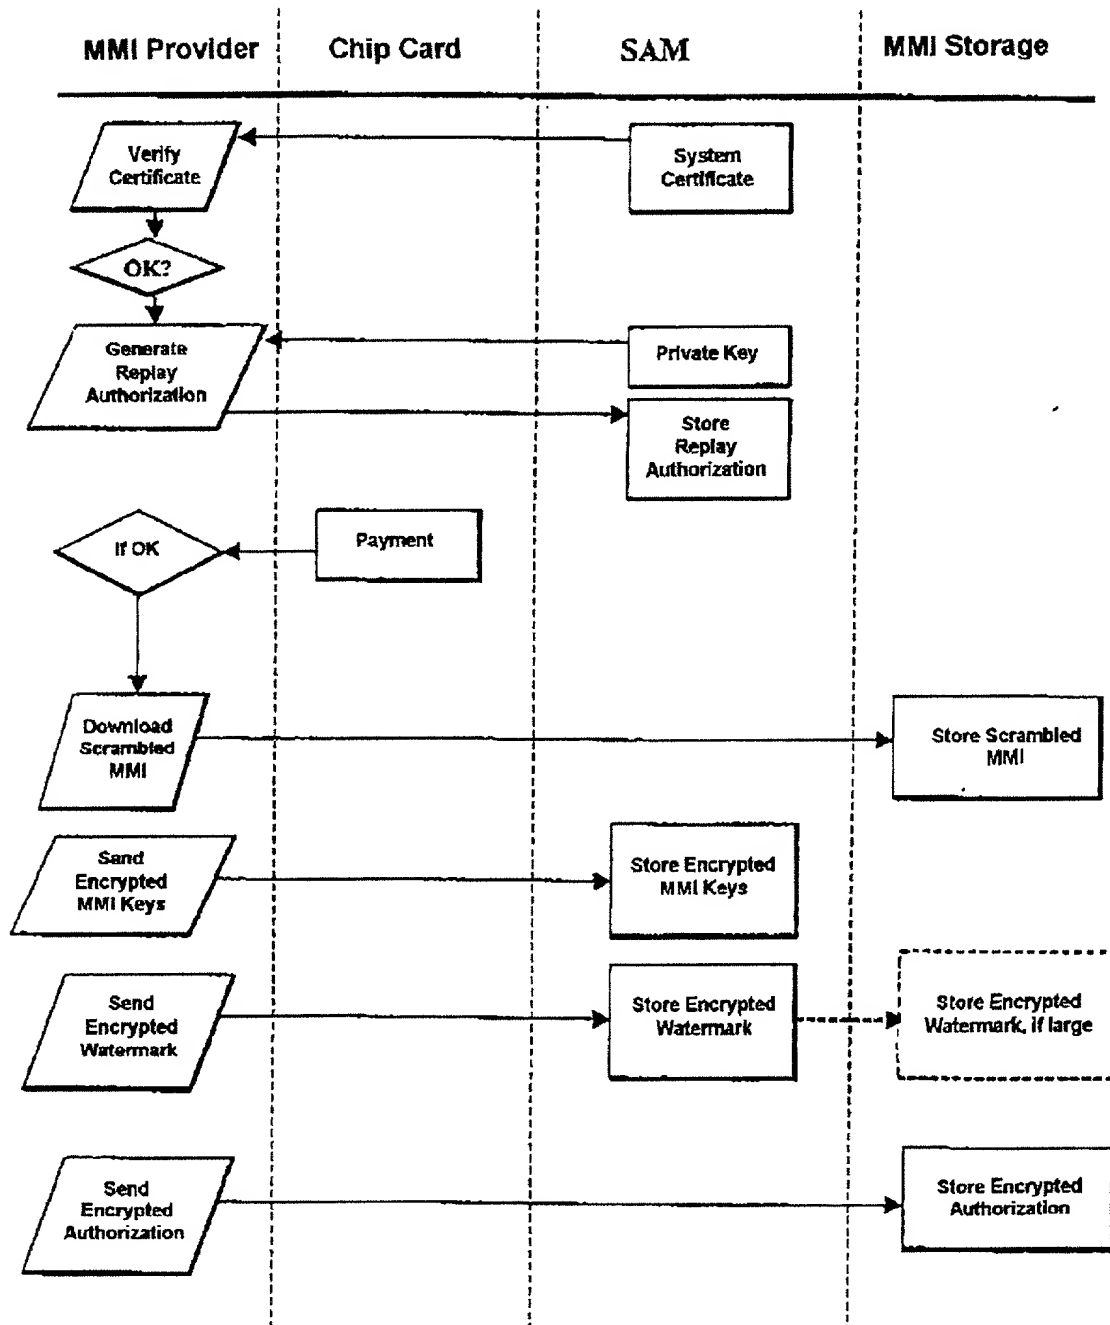 MMI Provider
Chip Card
SAM
MMI Storage
Verify
Certificate
System
Certificate
OK?
Generate
Replay
Authorization
Private Key
Store
Replay
Authorization
If OK
Payment
Download
Scrambled
MMI
Store Scrambled
MMI
Sand
Encrypted
MMI Keys
Store Encrypted
MMI Keys
Send
Encrypted
Watermark
Store Encrypted
Watermark
Store Encrypted
Watermark, if large
Send
Encrypted
Authorization
Store Encrypted
Authorization